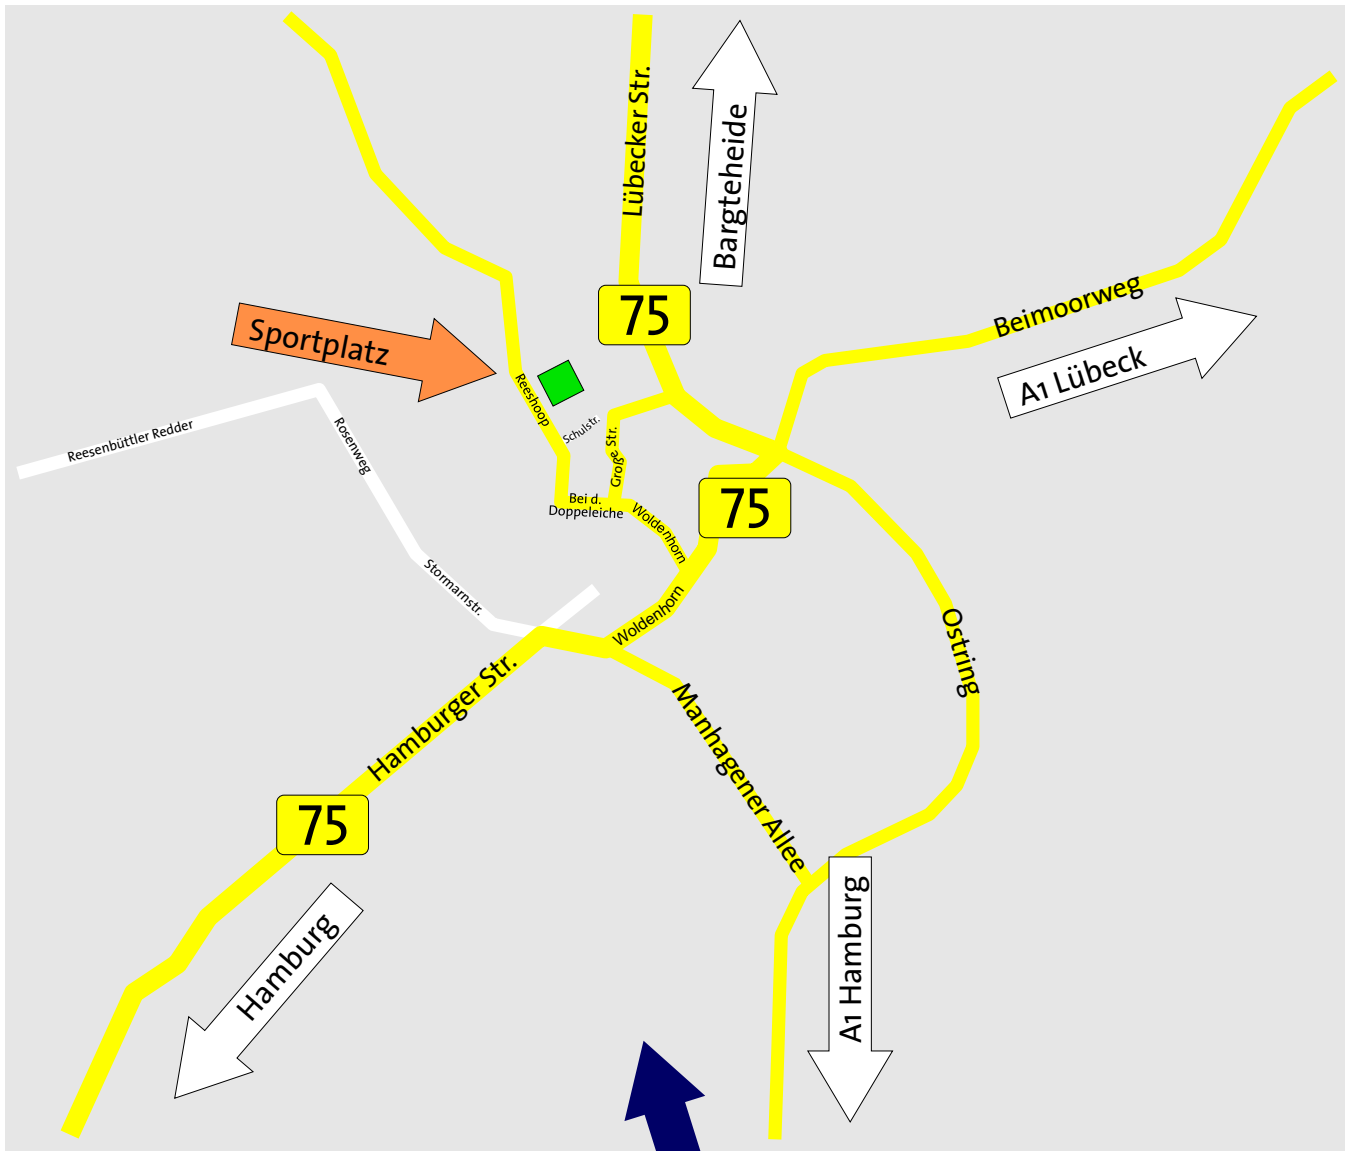 Lübecker Str.
Bargteheide
75
Beimoorweg
A1 Lübeck
Sportplatz
Reeshoop
Schulstr.
Große Str.
Reesenbüttler Redder
Rosenweg
Bei d.
Doppeleiche
Woldenhorn
75
Stormarnstr.
Woldenhorn
Ostring
Hamburger Str.
Manhagener Allee
75
Hamburg
A1 Hamburg